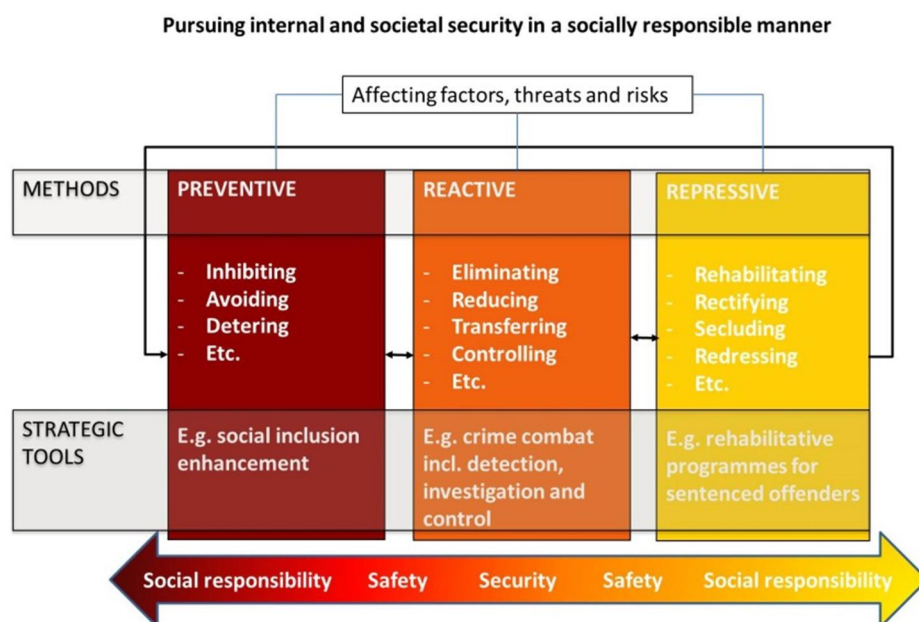 Pursuing internal and societal security in a socially responsible manner
Affecting factors, threats and risks
METHODS
PREVENTIVE
REACTIVE
REPRESSIVE
- Inhibiting
- Avoiding
- Detering
- Etc.
- Eliminating
- Reducing
- Transferring
- Controlling
- Etc.
- Rehabilitating
- Rectifying
- Secluding
- Redressing
- Etc.
STRATEGIC
TOOLS
E.g. social inclusion
enhancement
E.g. crime combat
incl. detection,
investigation and
control
E.g. rehabilitative
programmes for
sentenced offenders
Social responsibility Safety Security Safety Social responsibility